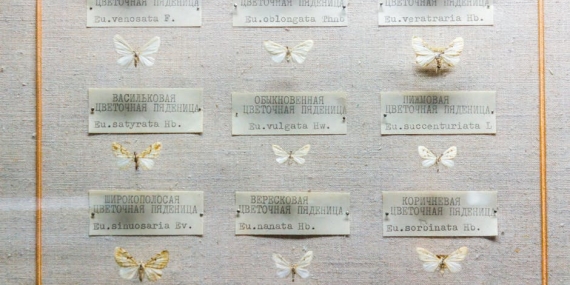 ЦВЕТОЧНАЯ ПЯДЕНИЦА
Eu.venosata F.
ЦВЕТОЧНАЯ ПЯДЕНИЦА
Eu.oblongata Thnb
ЦВЕТОЧНАЯ ПЯДЕНИЦА
Eu.veratraria Hb.
ВАСИЛЬКОВАЯ
ЦВЕТОЧНАЯ ПЯДЕНИЦА
Eu.satyrata Hb.
ОБЫКНОВЕННАЯ
ЦВЕТОЧНАЯ ПЯДЕНИЦА
Eu.vulgata Hw.
ПИЖМОВАЯ
ЦВЕТОЧНАЯ ПЯДЕНИЦА
Eu.succenturiata L
ШИРОКОПОЛОСАЯ
ЦВЕТОЧНАЯ ПЯДЕНИЦА
Eu.sinuosaria Ev.
ВЕРЕСКОВАЯ
ЦВЕТОЧНАЯ ПЯДЕНИЦА
Eu.nanata Hb.
КОРИЧНЕВАЯ
ЦВЕТОЧНАЯ ПЯДЕНИЦА
Eu.sorbinata Hb.